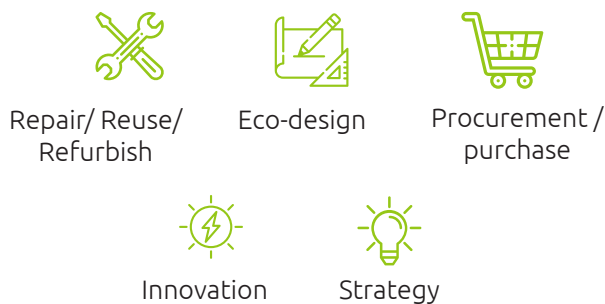 Repair/ Reuse/
Refurbish
Eco-design
Procurement /
purchase
Innovation
Strategy